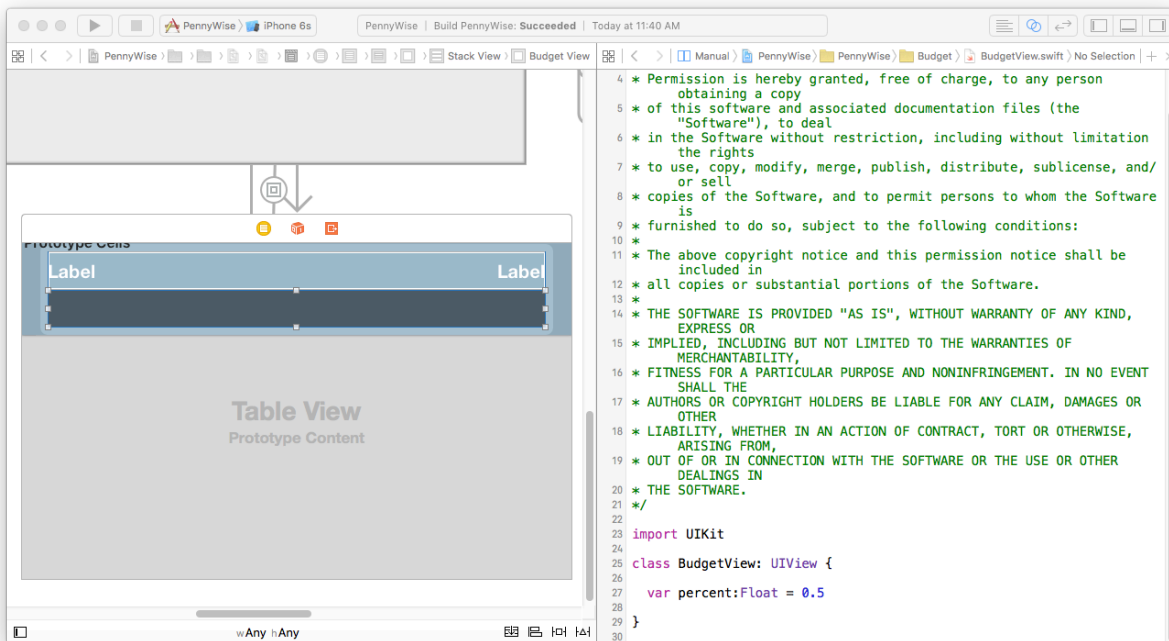 PennyWise iPhone 6s
PennyWise | Build PennyWise: Succeeded | Today at 11:40 AM
PennyWise Stack View Budget View
Manual PennyWise PennyWise Budget BudgetView.swift No Selection
Prototype Cells
Label Label
Table View
Prototype Content
wAny hAny
4 * Permission is hereby granted, free of charge, to any person
obtaining a copy
5 * of this software and associated documentation files (the
"Software"), to deal
6 * in the Software without restriction, including without limitation
the rights
7 * to use, copy, modify, merge, publish, distribute, sublicense, and/
or sell
8 * copies of the Software, and to permit persons to whom the Software
is
9 * furnished to do so, subject to the following conditions:
10 *
11 * The above copyright notice and this permission notice shall be
included in
12 * all copies or substantial portions of the Software.
13 *
14 * THE SOFTWARE IS PROVIDED "AS IS", WITHOUT WARRANTY OF ANY KIND,
EXPRESS OR
15 * IMPLIED, INCLUDING BUT NOT LIMITED TO THE WARRANTIES OF
MERCHANTABILITY,
16 * FITNESS FOR A PARTICULAR PURPOSE AND NONINFRINGEMENT. IN NO EVENT
SHALL THE
17 * AUTHORS OR COPYRIGHT HOLDERS BE LIABLE FOR ANY CLAIM, DAMAGES OR
OTHER
18 * LIABILITY, WHETHER IN AN ACTION OF CONTRACT, TORT OR OTHERWISE,
ARISING FROM,
19 * OUT OF OR IN CONNECTION WITH THE SOFTWARE OR THE USE OR OTHER
DEALINGS IN
20 * THE SOFTWARE.
21 */
22
23 import UIKit
24
25 class BudgetView: UIView {
26
27 var percent:Float = 0.5
28
29 }
30